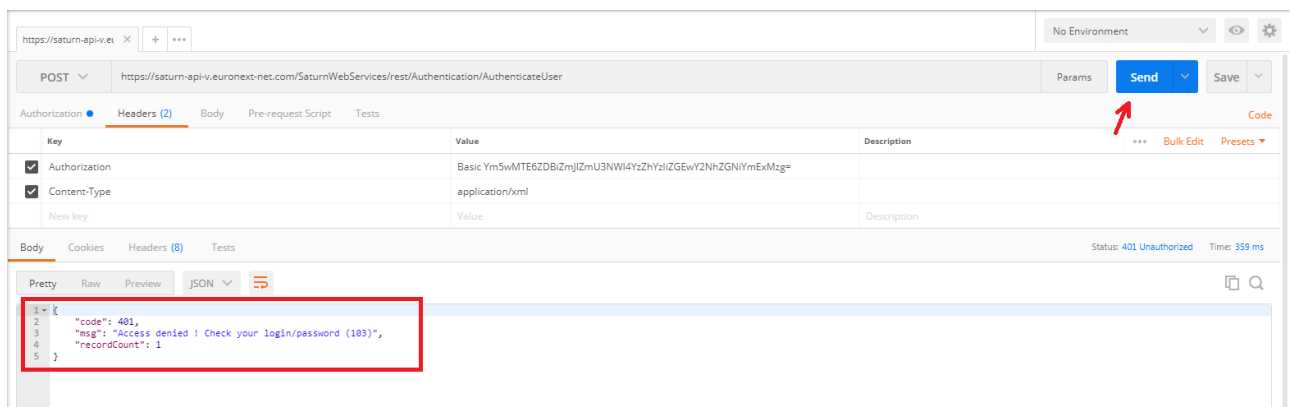 https://saturn-api-v.eu × + •••
No Environment
POST https://saturn-api-v.euronext-net.com/SaturnWebServices/rest/Authentication/AuthenticateUser Params Send Save
Authorization Headers (2) Body Pre-request Script Tests Code
Key Value Description ••• Bulk Edit Presets
Authorization Basic Ym5wMTE6ZDBiZmJlZmU3NWI4YzZhYzliZGEwY2NhZGNiYmExMzg=
Content-Type application/xml
New key Value Description
Body Cookies Headers (8) Tests Status: 401 Unauthorized Time: 359 ms
Pretty Raw Preview JSON
1 {
2 "code": 401,
3 "msg": "Access denied ! Check your login/password (103)",
4 "recordCount": 1
5 }